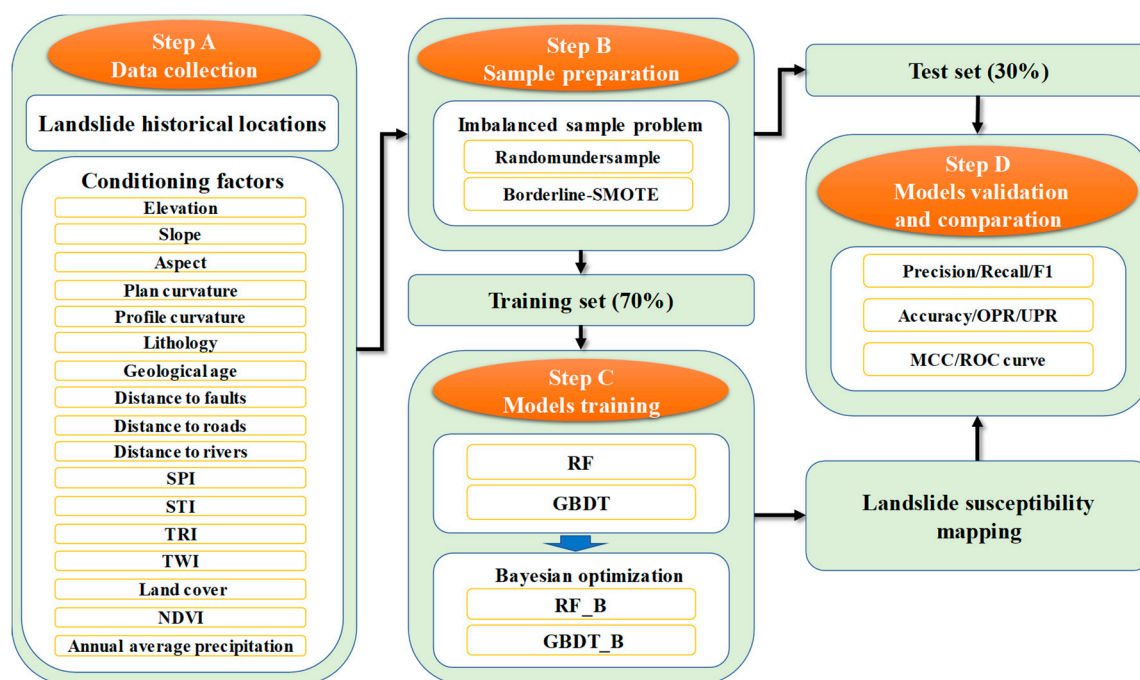 Step A
Data collection
Landslide historical locations
Conditioning factors
Elevation
Slope
Aspect
Plan curvature
Profile curvature
Lithology
Geological age
Distance to faults
Distance to roads
Distance to rivers
SPI
STI
TRI
TWI
Land cover
NDVI
Annual average precipitation
Step B
Sample preparation
Imbalanced sample problem
Randomundersample
Borderline-SMOTE
Training set (70%)
Step C
Models training
RF
GBDT
Bayesian optimization
RF_B
GBDT_B
Test set (30%)
Step D
Models validation
and comparation
Precision/Recall/F1
Accuracy/OPR/UPR
MCC/ROC curve
Landslide susceptibility
mapping